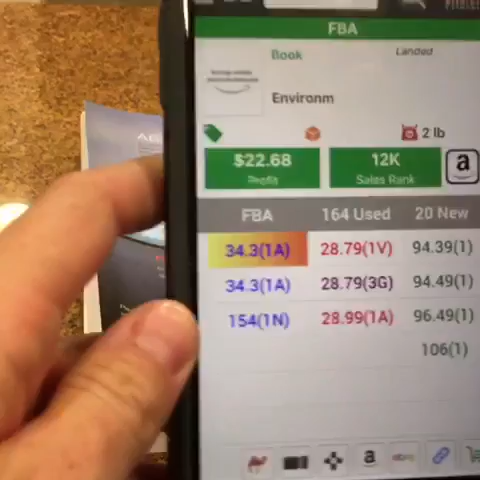 FBA
Book
Landed
Environm
2 lb
$22.68
Profit
12K
Sales Rank
a
FBA 164 Used 20 New
34.3(1A) 28.79(1V) 94.39(1)
34.3(1A) 28.79(3G) 94.49(1)
154(1N) 28.99(1A) 96.49(1)
106(1)
a